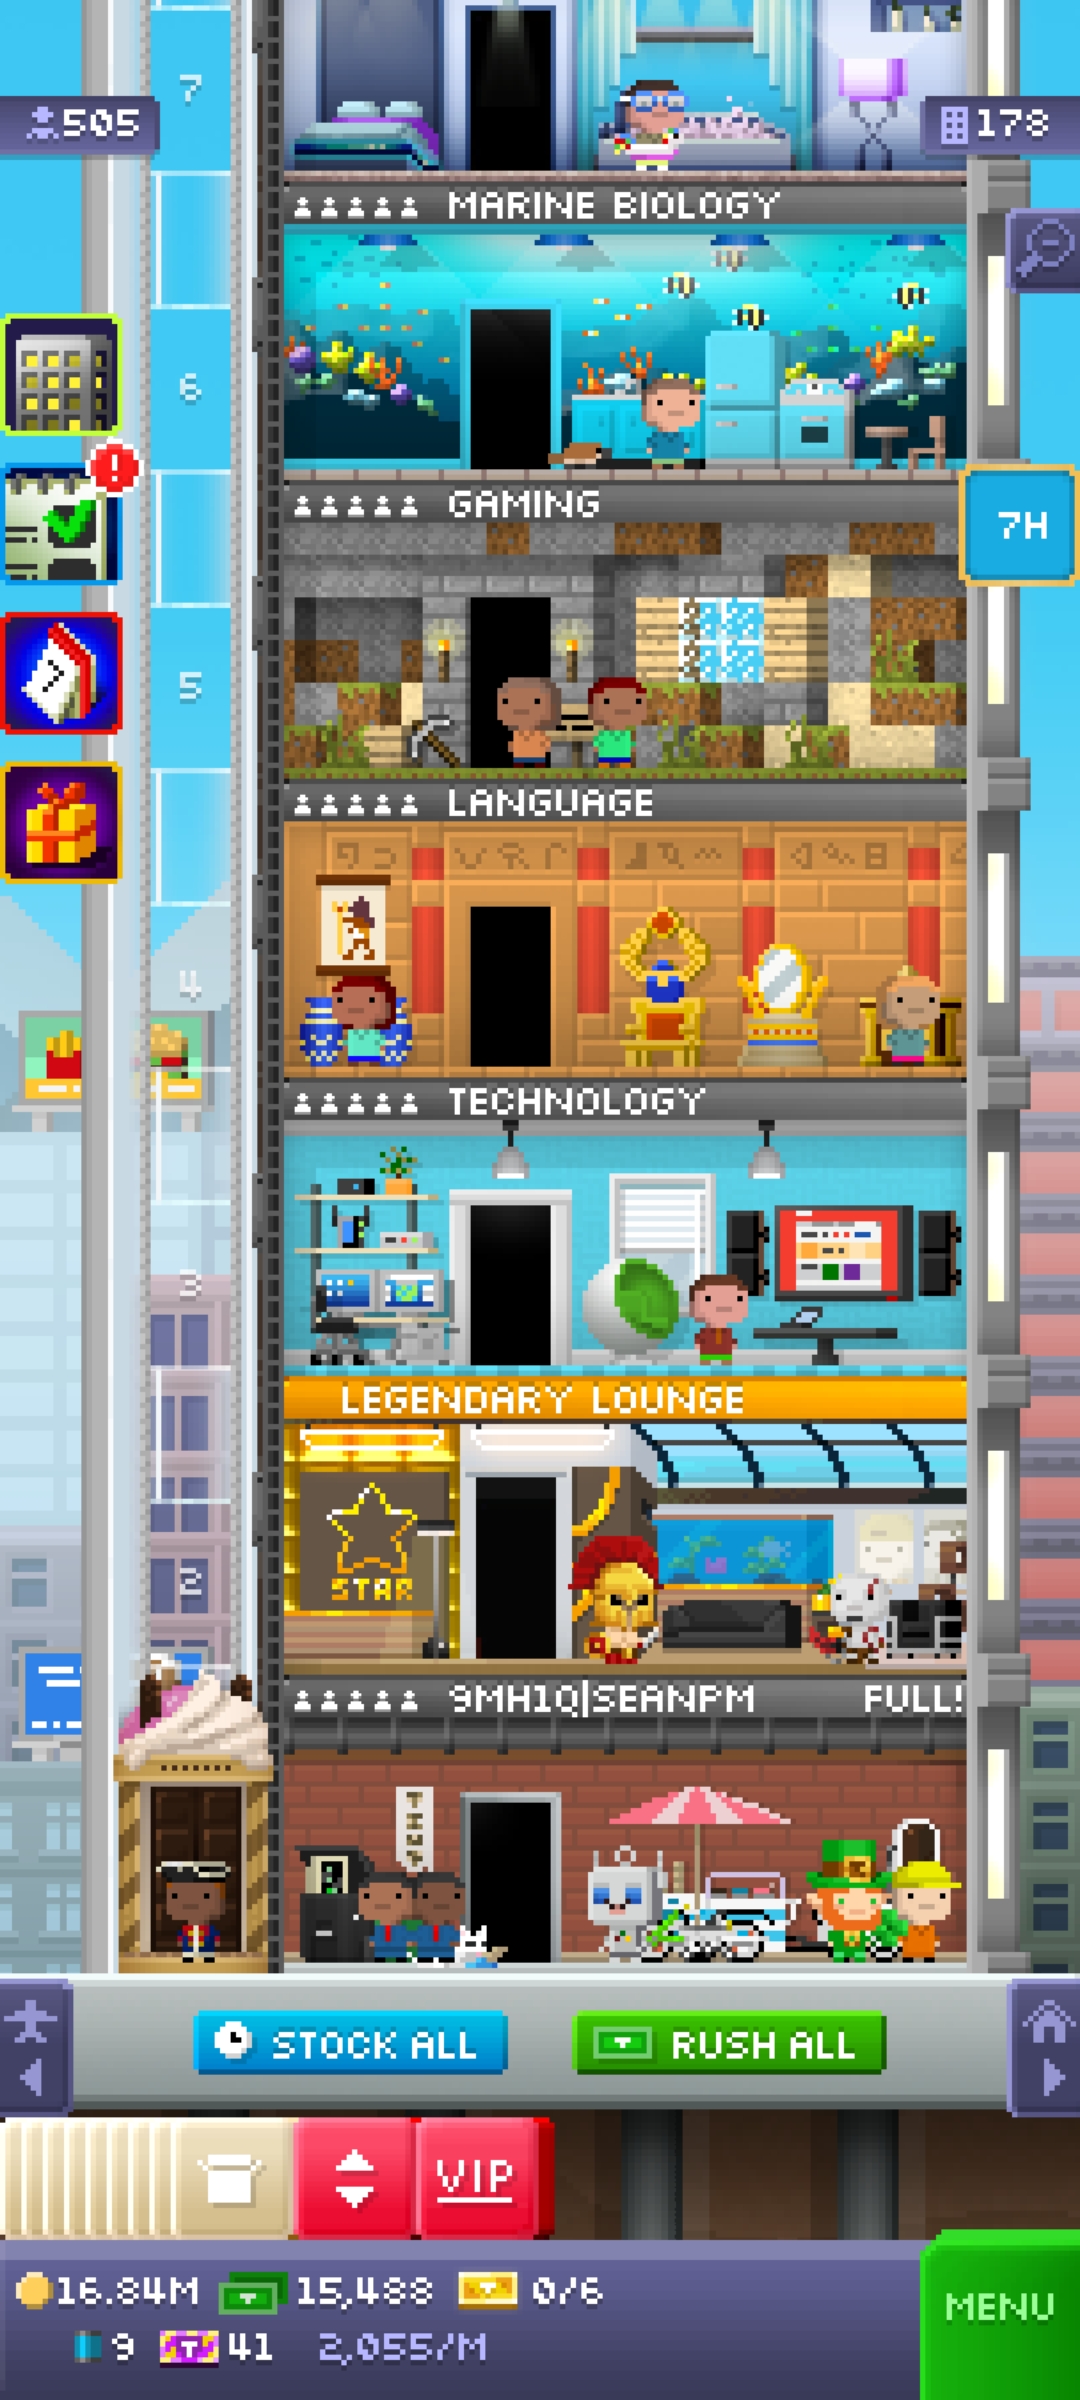 7
505
178
MARINE BIOLOGY
6
GAMING
7H
5
LANGUAGE
4
TECHNOLOGY
3
LEGENDARY LOUNGE
STAR
2
9MH1Q|SEANPM FULL!
TINY
STOCK ALL
RUSH ALL
VIP
16.84M 15,488 0/6
9 41 2,055/M
MENU